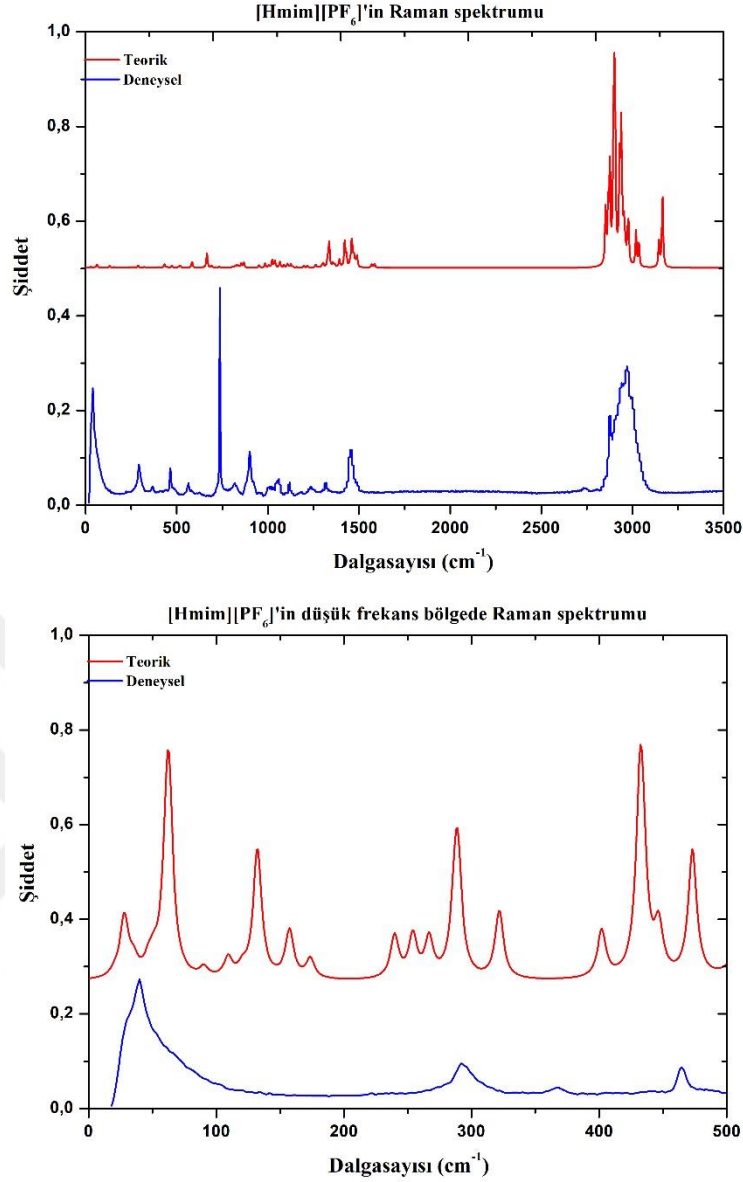 [Hmim][PF6]'in Raman spektrumu
1,0
0,8
0,6
0,4
0,2
0,0
Şiddet
Teorik
Deneysel
0 500 1000 1500 2000 2500 3000 3500
Dalgasayısı (cm-1)
[Hmim][PF6]'in düşük frekans bölgede Raman spektrumu
1,0
0,8
0,6
0,4
0,2
0,0
Şiddet
Teorik
Deneysel
0 100 200 300 400 500
Dalgasayısı (cm-1)